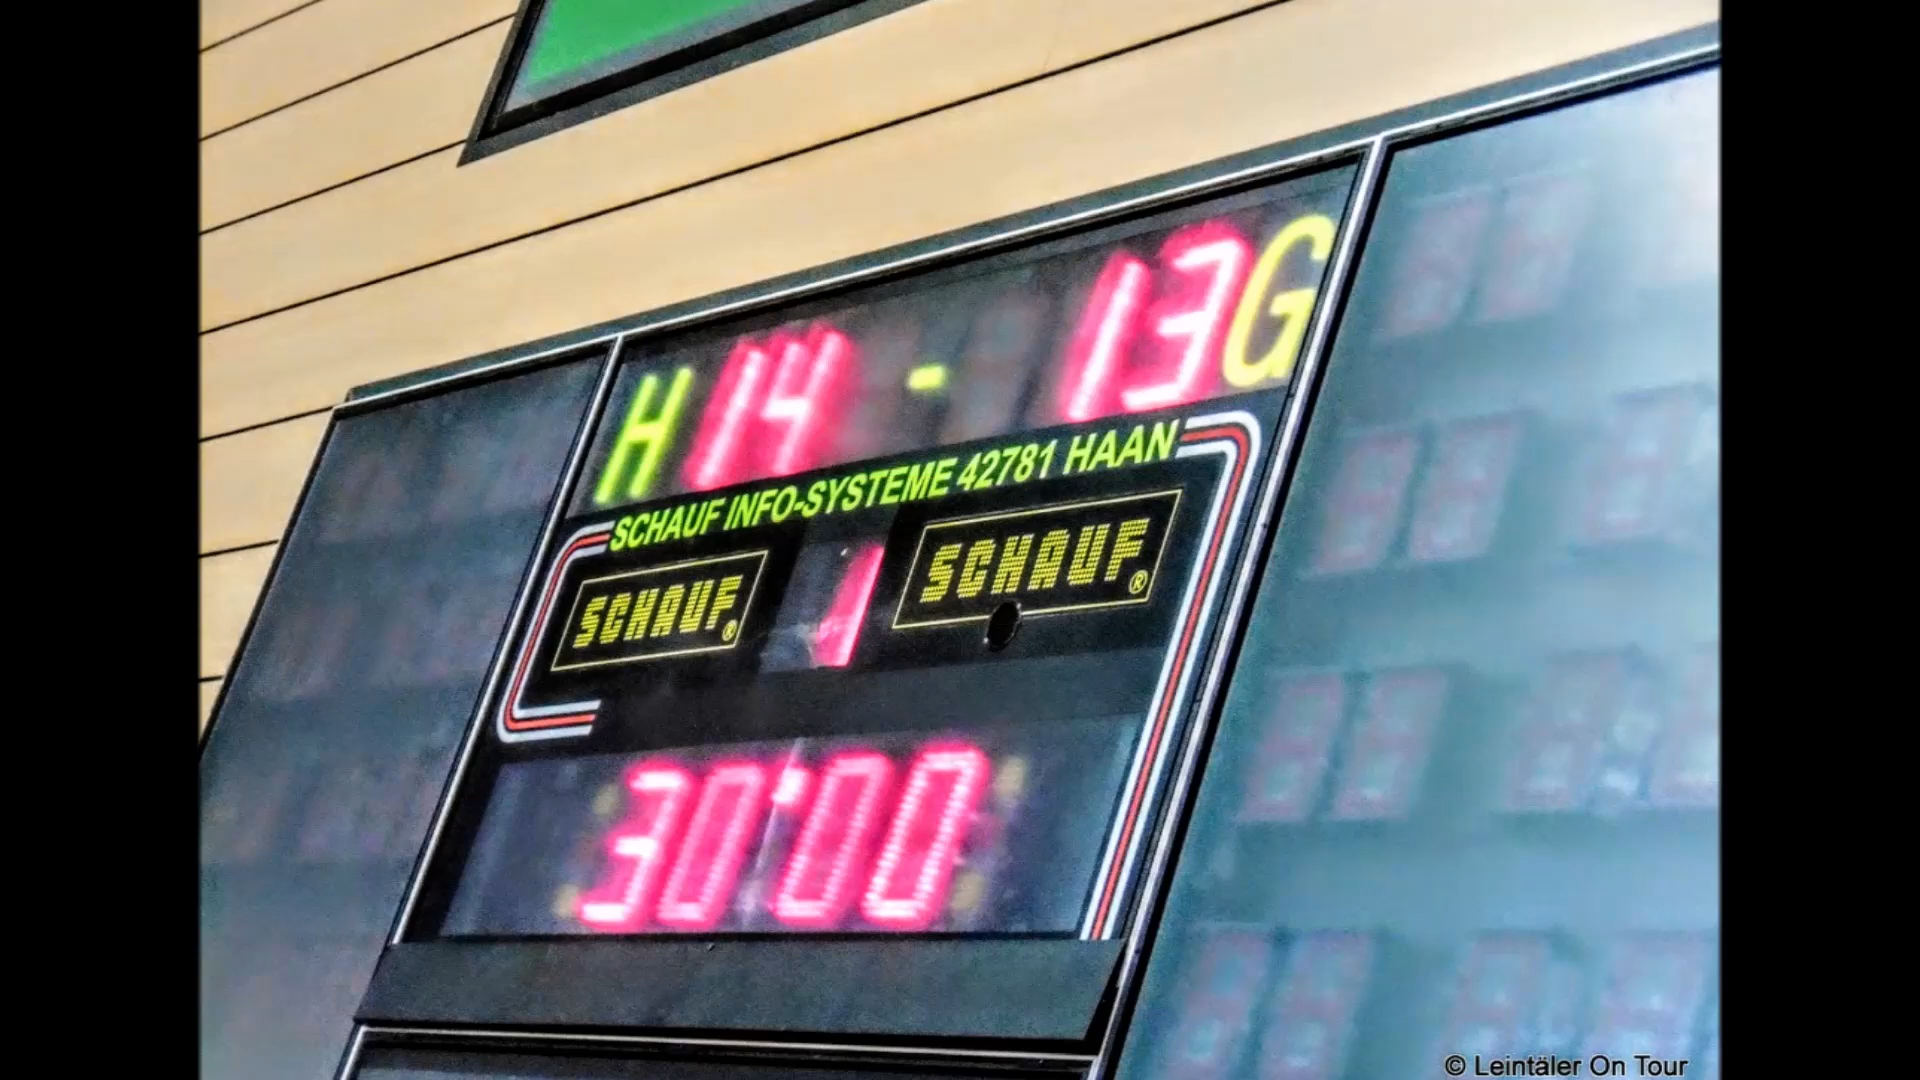 H 14 - 13 G
SCHAUF INFO-SYSTEME 42781 HAAN
SCHAUF® 1 SCHAUF®
30:00
© Leintäler On Tour